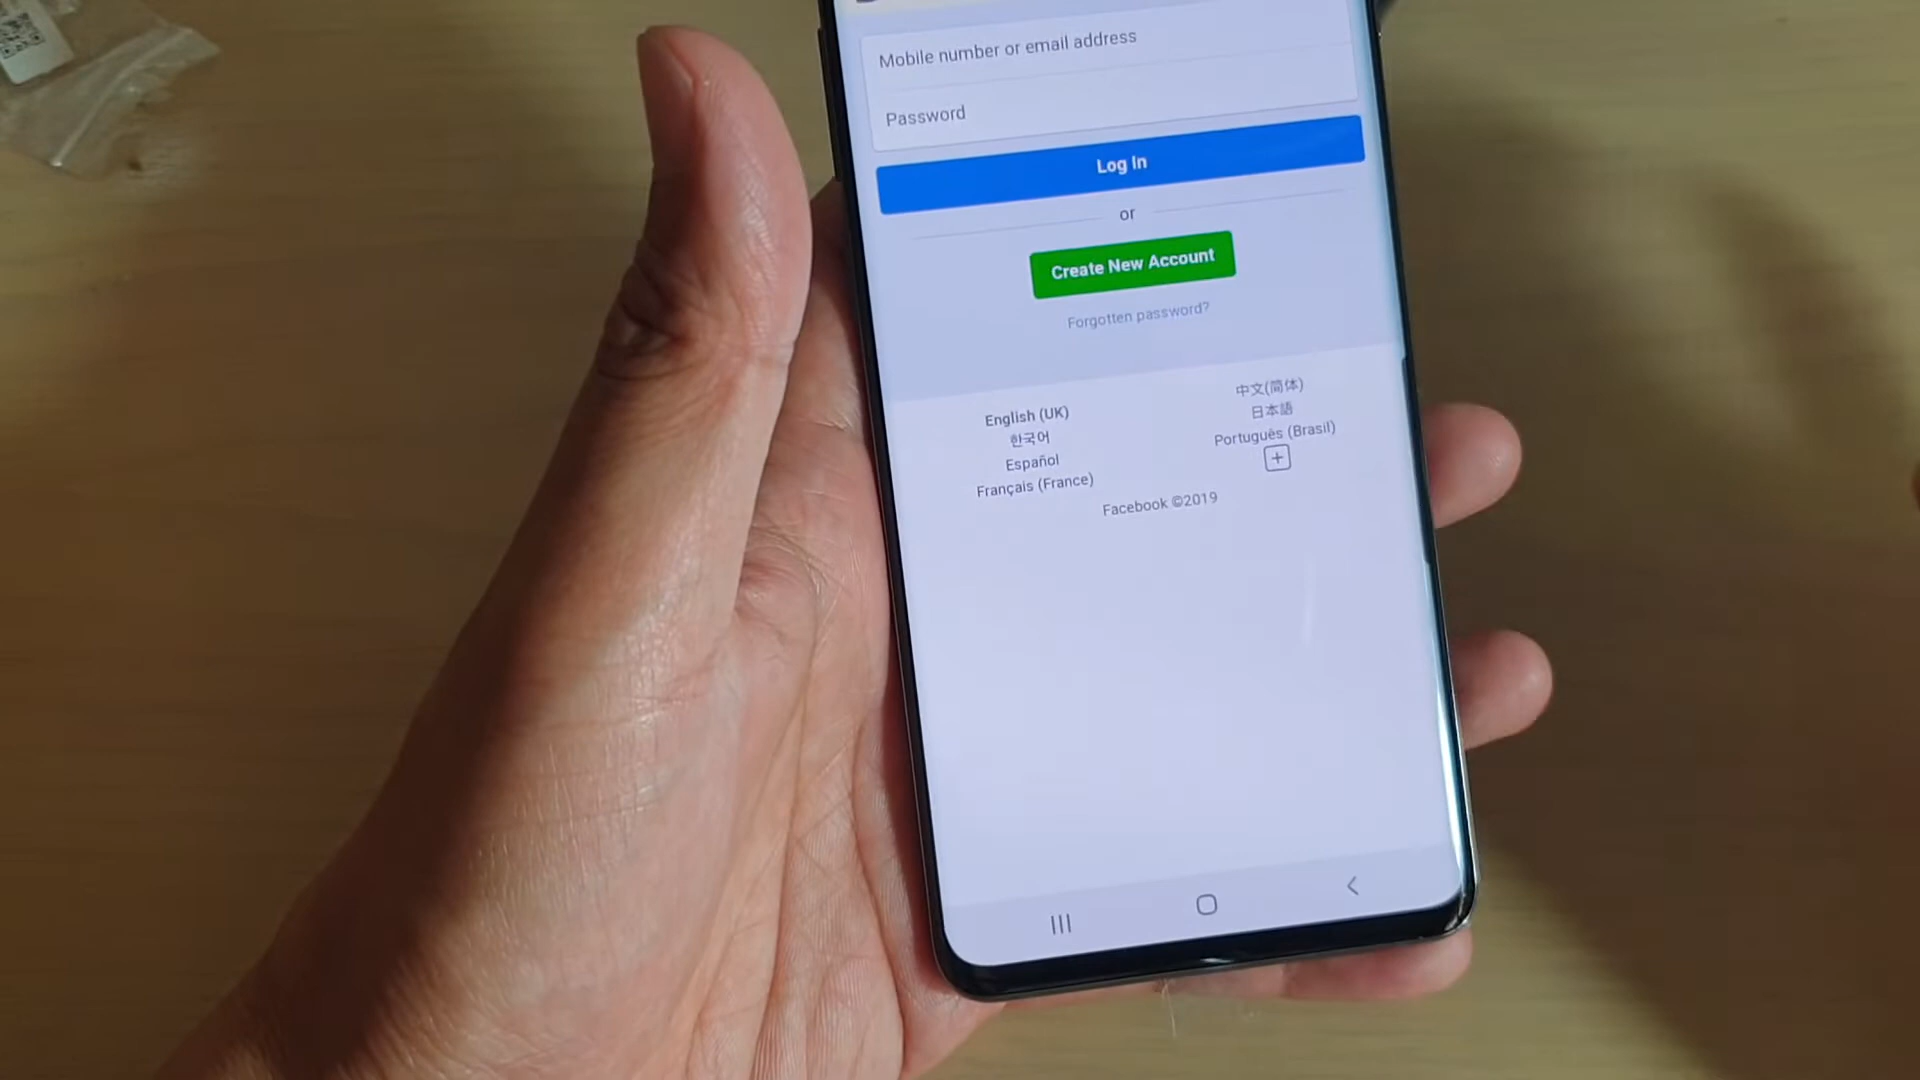 Mobile number or email address
Password
Log In
or
Create New Account
Forgotten password?
English (UK)
한국어
Español
Français (France)
中文(简体)
日本語
Português (Brasil)
Facebook ©2019